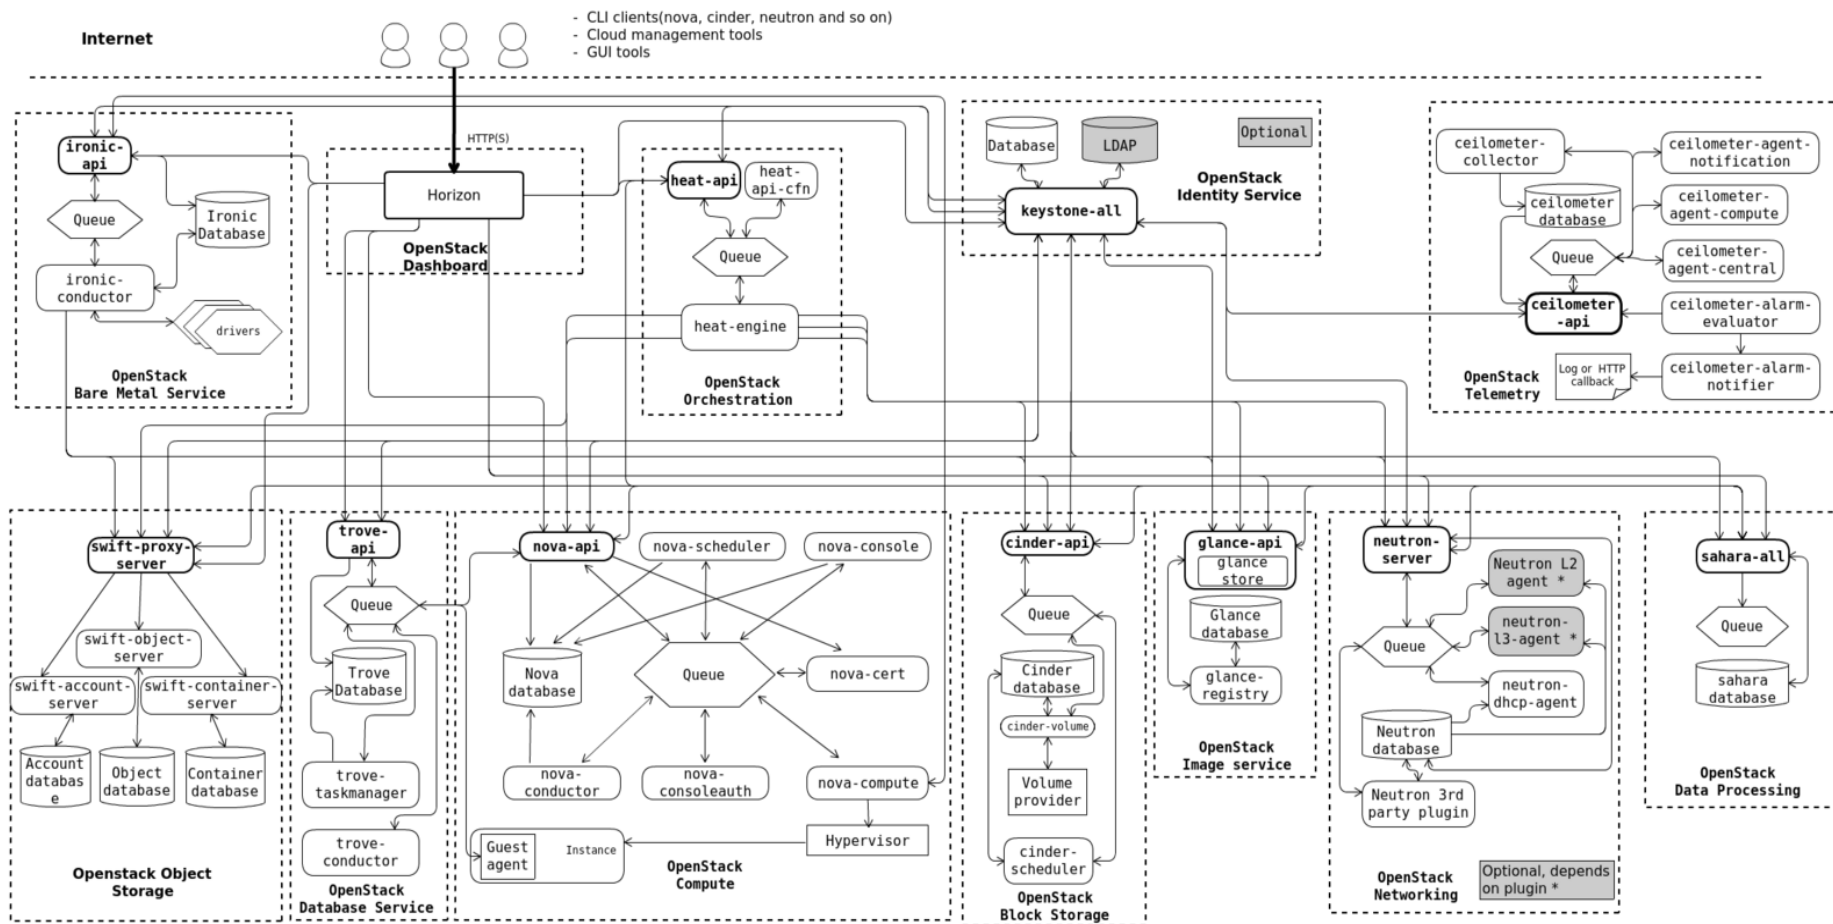 Internet
- CLI clients(nova, cinder, neutron and so on)
- Cloud management tools
- GUI tools
HTTP(S)
ironic-
api
Queue
Ironic
Database
ironic-
conductor
drivers
OpenStack
Bare Metal Service
Horizon
OpenStack
Dashboard
heat-api
heat-
api-cfn
Queue
heat-engine
OpenStack
Orchestration
Database
LDAP
Optional
OpenStack
Identity Service
keystone-all
ceilometer-
collector
ceilometer-agent-
notification
ceilometer
database
ceilometer-
agent-compute
Queue
ceilometer-
agent-central
ceilometer
-api
ceilometer-alarm-
evaluator
Log or HTTP
callback
ceilometer-alarm-
notifier
OpenStack
Telemetry
swift-proxy-
server
swift-object-
server
swift-account-
server
swift-container-
server
Account
databas
e
Object
database
Container
database
Openstack Object
Storage
trove-
api
Queue
Trove
Database
trove-
taskmanager
trove-
conductor
OpenStack
Database Service
nova-api
nova-scheduler
nova-console
Nova
database
Queue
nova-cert
nova-
conductor
nova-
consoleauth
nova-compute
Hypervisor
Guest
agent
Instance
OpenStack
Compute
cinder-api
Queue
Cinder
database
cinder-volume
Volume
provider
cinder-
scheduler
OpenStack
Block Storage
glance-api
glance
store
Glance
database
glance-
registry
OpenStack
Image service
neutron-
server
Neutron L2
agent *
neutron-
l3-agent *
Queue
neutron-
dhcp-agent
Neutron
database
Neutron 3rd
party plugin
OpenStack
Networking
Optional, depends
on plugin *
sahara-all
Queue
sahara
database
OpenStack
Data Processing